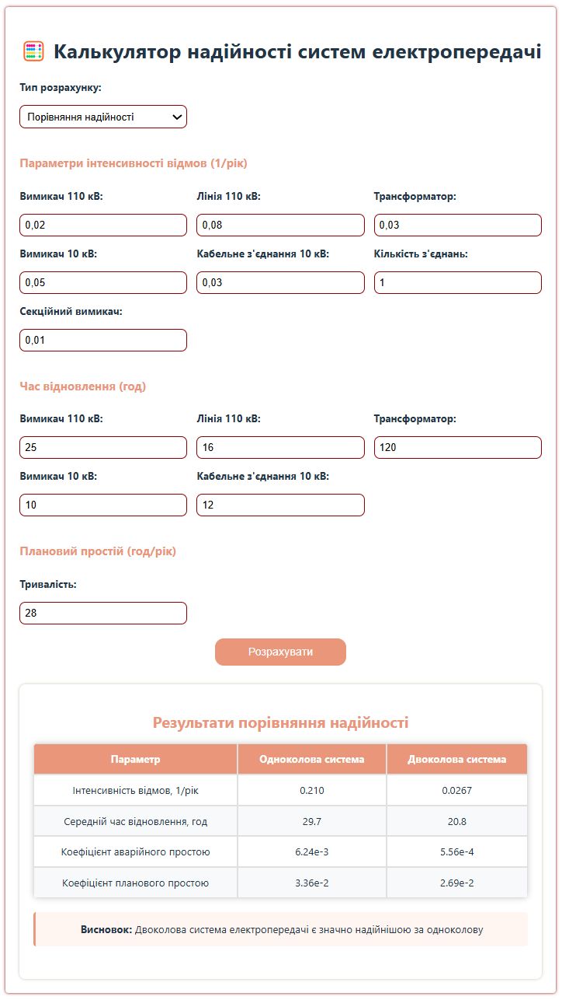 Калькулятор надійності систем електропередачі
Тип розрахунку:
Порівняння надійності
Параметри інтенсивності відмов (1/рік)
Вимикач 110 кВ: Лінія 110 кВ: Трансформатор:
0,02 0,08 0,03
Вимикач 10 кВ: Кабельне з'єднання 10 кВ: Кількість з'єднань:
0,05 0,03 1
Секційний вимикач:
0,01
Час відновлення (год)
Вимикач 110 кВ: Лінія 110 кВ: Трансформатор:
25 16 120
Вимикач 10 кВ: Кабельне з'єднання 10 кВ:
10 12
Плановий простій (год/рік)
Тривалість:
28
Розрахувати
Результати порівняння надійності
Параметр Одноколова система Двоколова система
Інтенсивність відмов, 1/рік 0.210 0.0267
Середній час відновлення, год 29.7 20.8
Коефіцієнт аварійного простою 6.24e-3 5.56e-4
Коефіцієнт планового простою 3.36e-2 2.69e-2
Висновок: Двоколова система електропередачі є значно надійнішою за одноколову